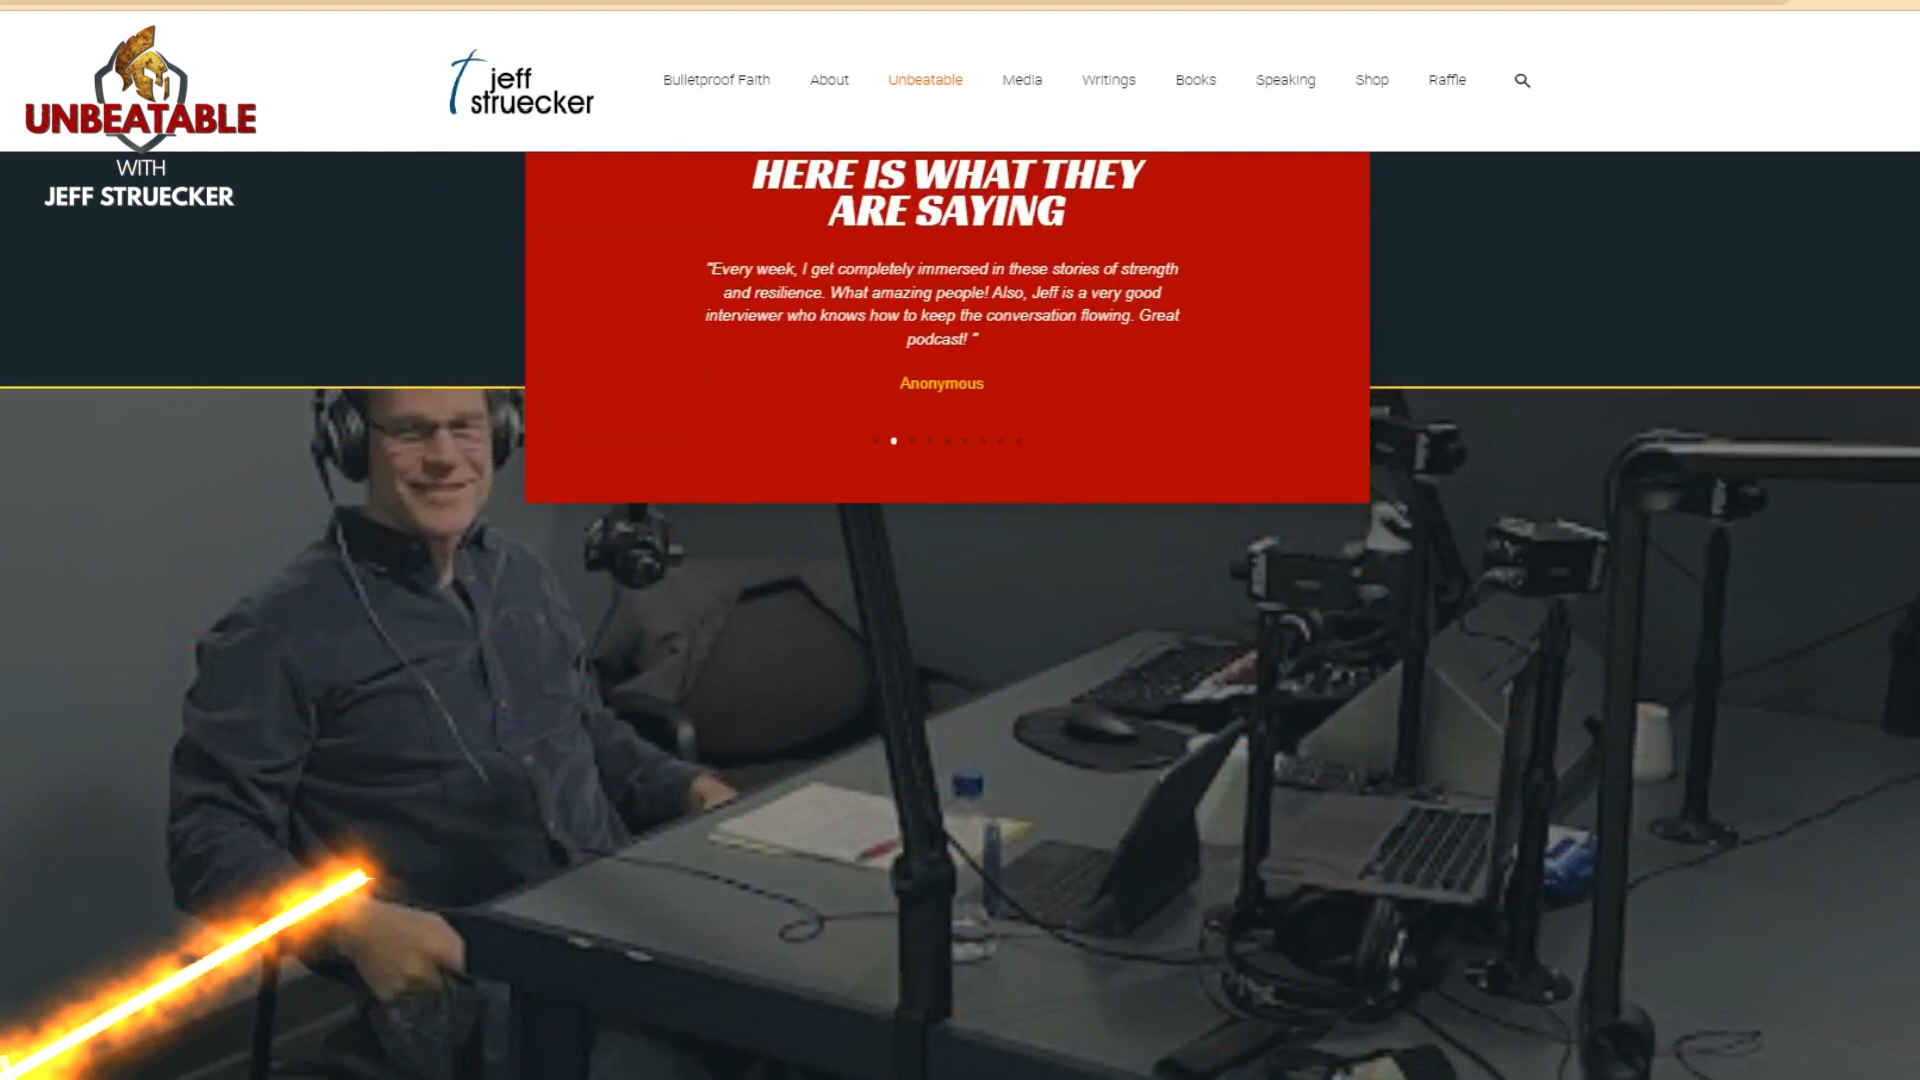 UNBEATABLE
WITH
JEFF STRUECKER
jeff
struecker
Bulletproof Faith About Unbeatable Media Writings Books Speaking Shop Raffle
HERE IS WHAT THEY
ARE SAYING
"Every week, I get completely immersed in these stories of strength
and resilience. What amazing people! Also, Jeff is a very good
interviewer who knows how to keep the conversation flowing. Great
podcast! "
Anonymous